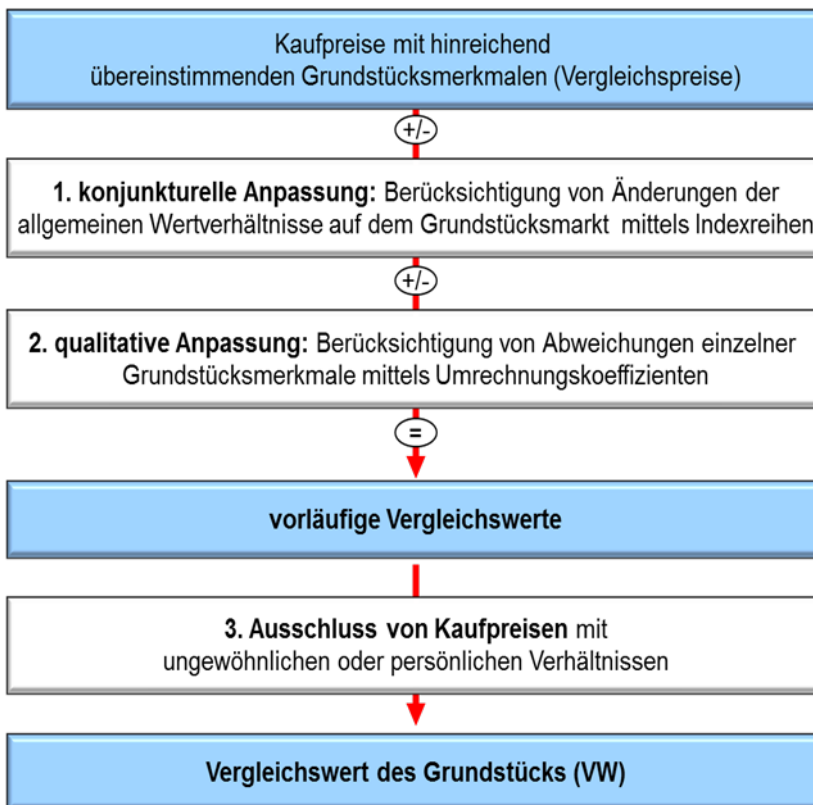 Kaufpreise mit hinreichend
übereinstimmenden Grundstücksmerkmalen (Vergleichspreise)
+/-
1. konjunkturelle Anpassung: Berücksichtigung von Änderungen der
allgemeinen Wertverhältnisse auf dem Grundstücksmarkt mittels Indexreihen
+/-
2. qualitative Anpassung: Berücksichtigung von Abweichungen einzelner
Grundstücksmerkmale mittels Umrechnungskoeffizienten
=
vorläufige Vergleichswerte
3. Ausschluss von Kaufpreisen mit
ungewöhnlichen oder persönlichen Verhältnissen
Vergleichswert des Grundstücks (VW)